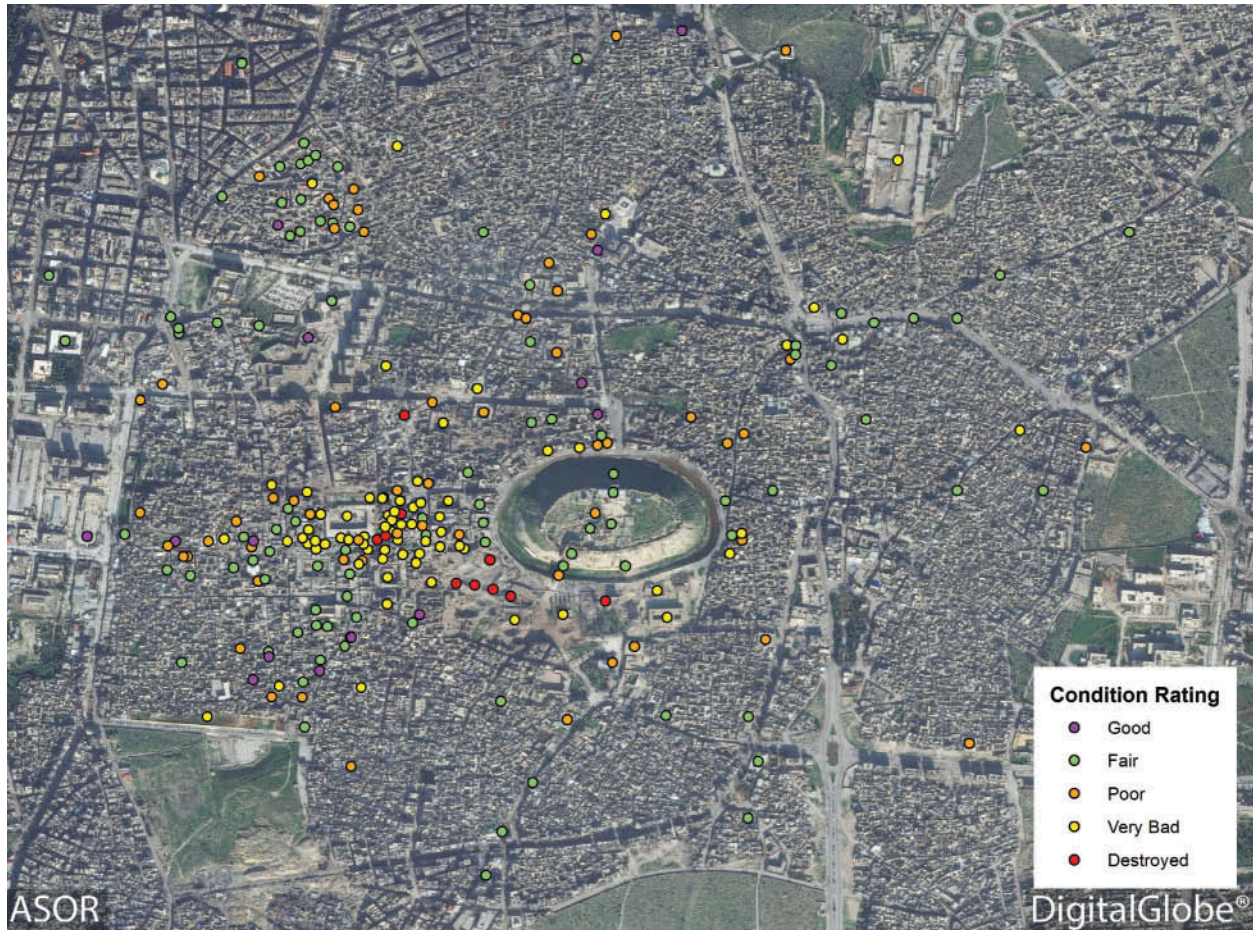 Condition Rating
Good
Fair
Poor
Very Bad
Destroyed
ASOR
DigitalGlobe®